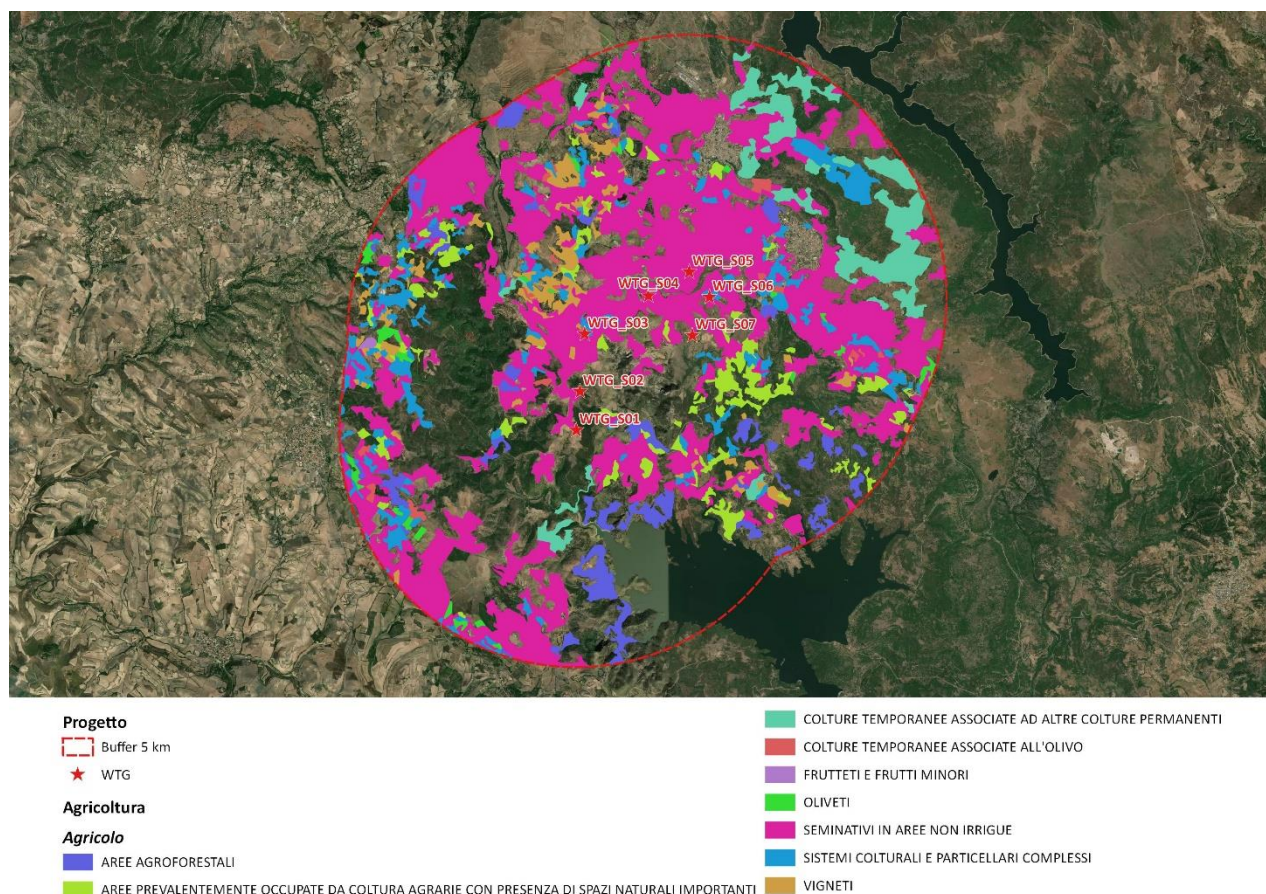 WTG_S05
WTG_S04
WTG_S06
WTG_S03
WTG_S07
WTG_S02
WTG_S01
Progetto
Buffer 5 km
WTG
Agricoltura
Agricolo
AREE AGROFORESTALI
AREE PREVALENTEMENTE OCCUPATE DA COLTURA AGRARIE CON PRESENZA DI SPAZI NATURALI IMPORTANTI
COLTURE TEMPORANEE ASSOCIATE AD ALTRE COLTURE PERMANENTI
COLTURE TEMPORANEE ASSOCIATE ALL'OLIVO
FRUTTETI E FRUTTI MINORI
OLIVETI
SEMINATIVI IN AREE NON IRRIGUE
SISTEMI COLTURALI E PARTICELLARI COMPLESSI
VIGNETI